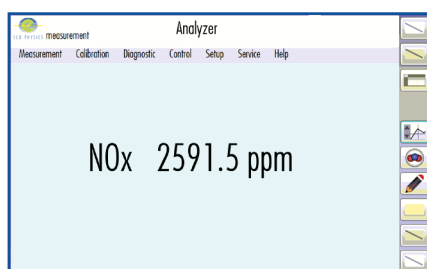 ECO PHYSICS measurement Analyzer
Measurement Calibration Diagnostic Control Setup Service Help
NOx 2591.5 ppm